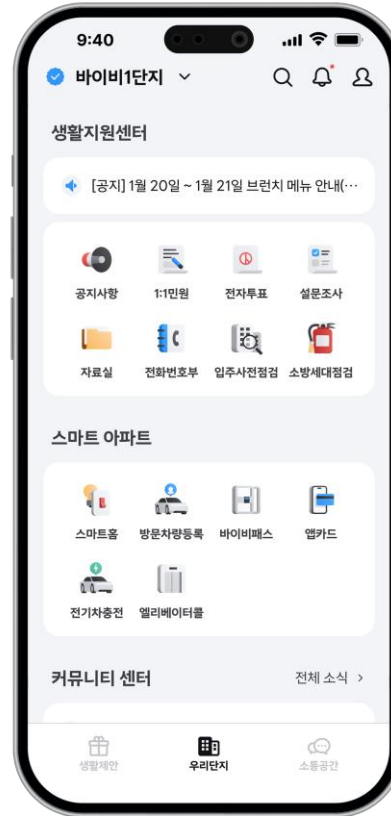 9:40
바이비1단지
생활지원센터
[공지] 1월 20일 ~ 1월 21일 브런치 메뉴 안내(…
공지사항 1:1민원 전자투표 설문조사
자료실 전화번호부 입주사전점검 소방세대점검
스마트 아파트
스마트홈 방문차량등록 바이비패스 앱카드
전기차충전 엘리베이터콜
커뮤니티 센터 전체 소식 >
생활제안 우리단지 소통공간